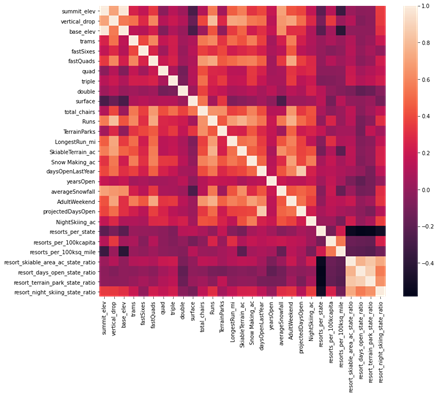 summit_elev
vertical_drop
base_elev
trams
fastSixes
fastQuads
quad
triple
double
surface
total_chairs
Runs
TerrainParks
LongestRun_mi
SkiableTerrain_ac
Snow Making_ac
daysOpenLastYear
yearsOpen
averageSnowfall
AdultWeekend
projectedDaysOpen
NightSkiing_ac
resorts_per_state
resorts_per_100kcapita
resorts_per_100ksq_mile
resort_skiable_area_ac_state_ratio
resort_days_open_state_ratio
resort_terrain_park_state_ratio
resort_night_skiing_state_ratio
summit_elev
vertical_drop
base_elev
trams
fastSixes
fastQuads
quad
triple
double
surface
total_chairs
Runs
TerrainParks
LongestRun_mi
SkiableTerrain_ac
Snow Making_ac
daysOpenLastYear
yearsOpen
averageSnowfall
AdultWeekend
projectedDaysOpen
NightSkiing_ac
resorts_per_state
resorts_per_100kcapita
resorts_per_100ksq_mile
resort_skiable_area_ac_state_ratio
resort_days_open_state_ratio
resort_terrain_park_state_ratio
resort_night_skiing_state_ratio
1.0
0.8
0.6
0.4
0.2
0.0
−0.2
−0.4